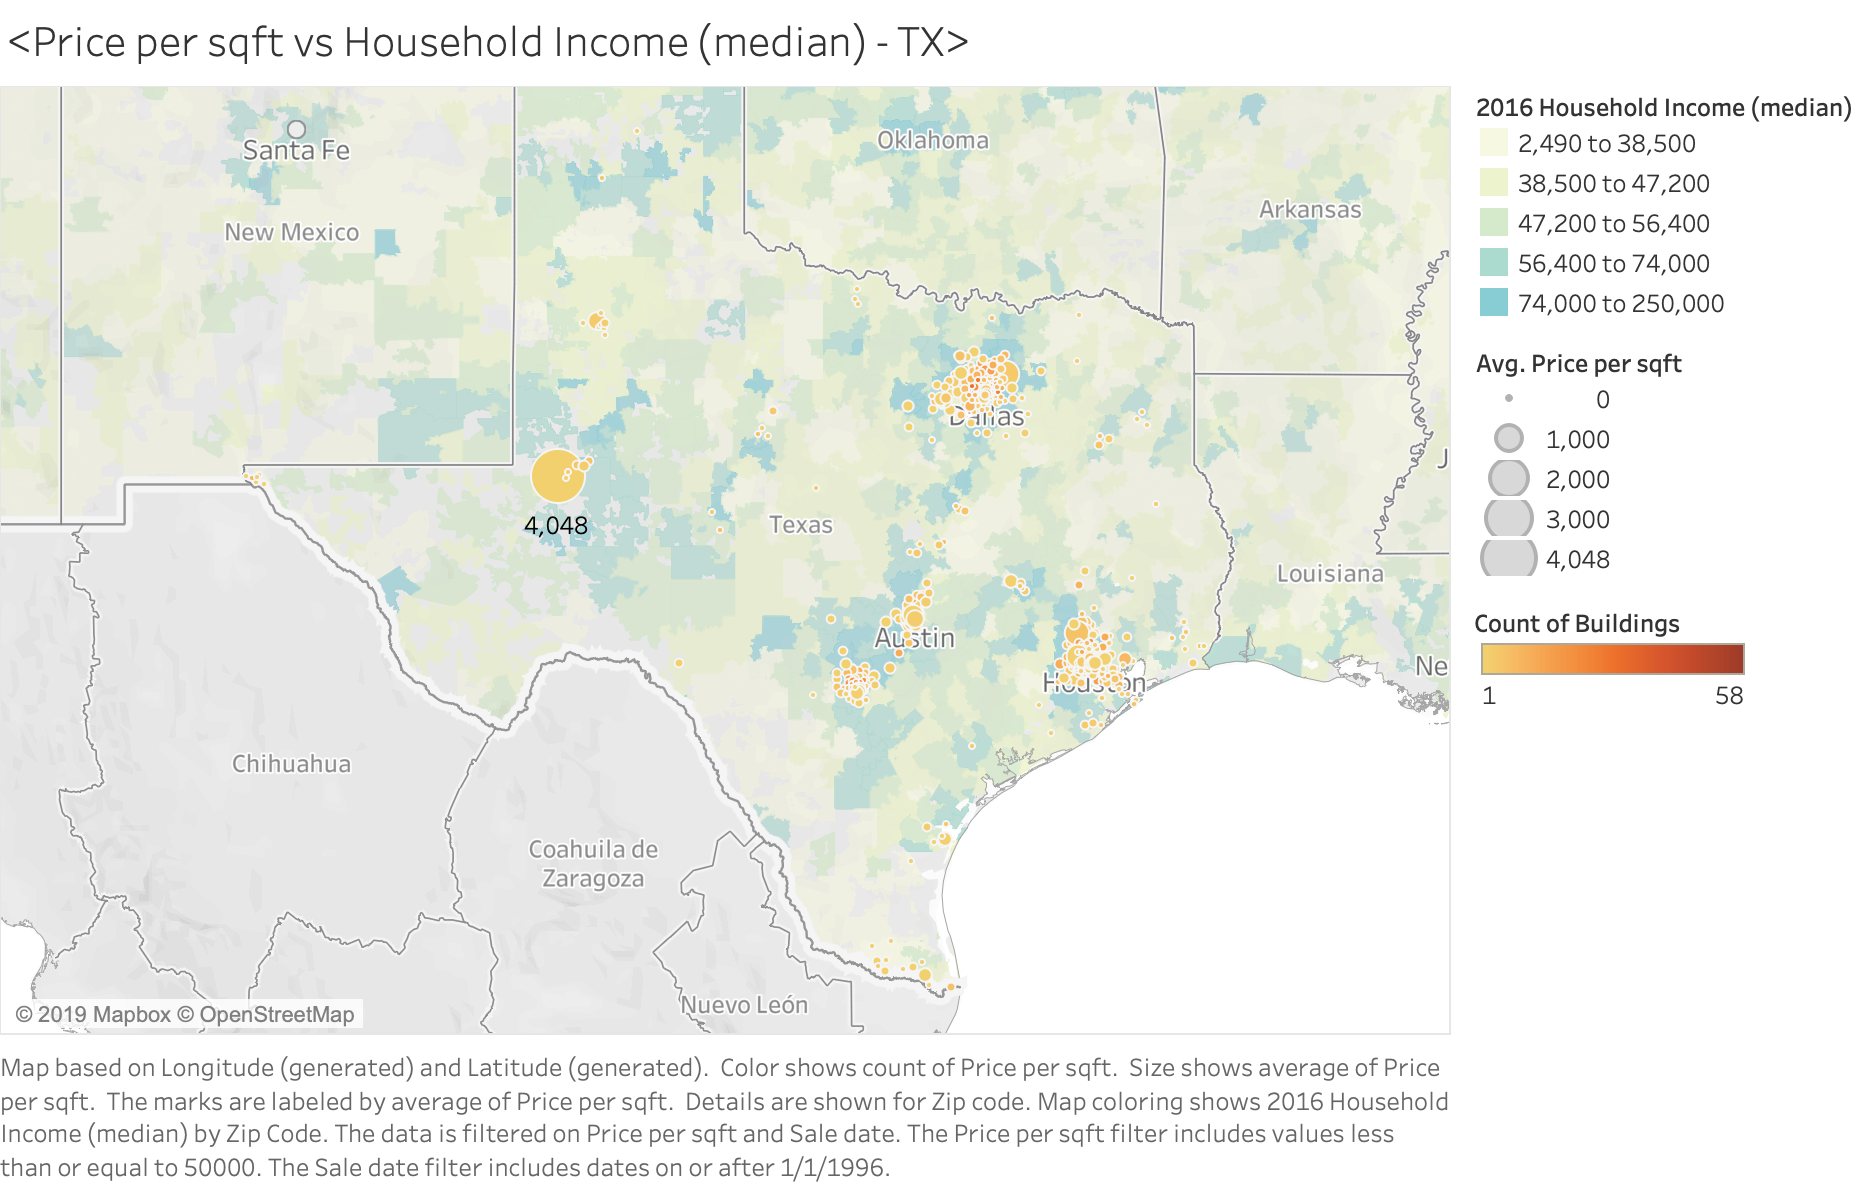 <Price per sqft vs Household Income (median) - TX>
Santa Fe
New Mexico
Oklahoma
Arkansas
Dallas
J
4,048
Texas
Louisiana
Austin
Houston
Ne
Chihuahua
Coahuila de
Zaragoza
Nuevo León
© 2019 Mapbox © OpenStreetMap
2016 Household Income (median)
2,490 to 38,500
38,500 to 47,200
47,200 to 56,400
56,400 to 74,000
74,000 to 250,000
Avg. Price per sqft
0
1,000
2,000
3,000
4,048
Count of Buildings
1 58
Map based on Longitude (generated) and Latitude (generated). Color shows count of Price per sqft. Size shows average of Price
per sqft. The marks are labeled by average of Price per sqft. Details are shown for Zip code. Map coloring shows 2016 Household
Income (median) by Zip Code. The data is filtered on Price per sqft and Sale date. The Price per sqft filter includes values less
than or equal to 50000. The Sale date filter includes dates on or after 1/1/1996.